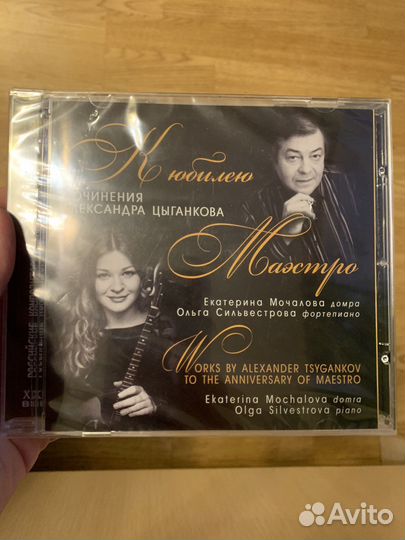 К юбилею
СОЧИНЕНИЯ
АЛЕКСАНДРА ЦЫГАНКОВА
Маэстро
Екатерина Мочалова домра
Ольга Сильвестрова фортепиано
WORKS BY ALEXANDER TSYGANKOV
TO THE ANNIVERSARY OF MAESTRO
Ekaterina Mochalova domra
Olga Silvestrova piano
Avito